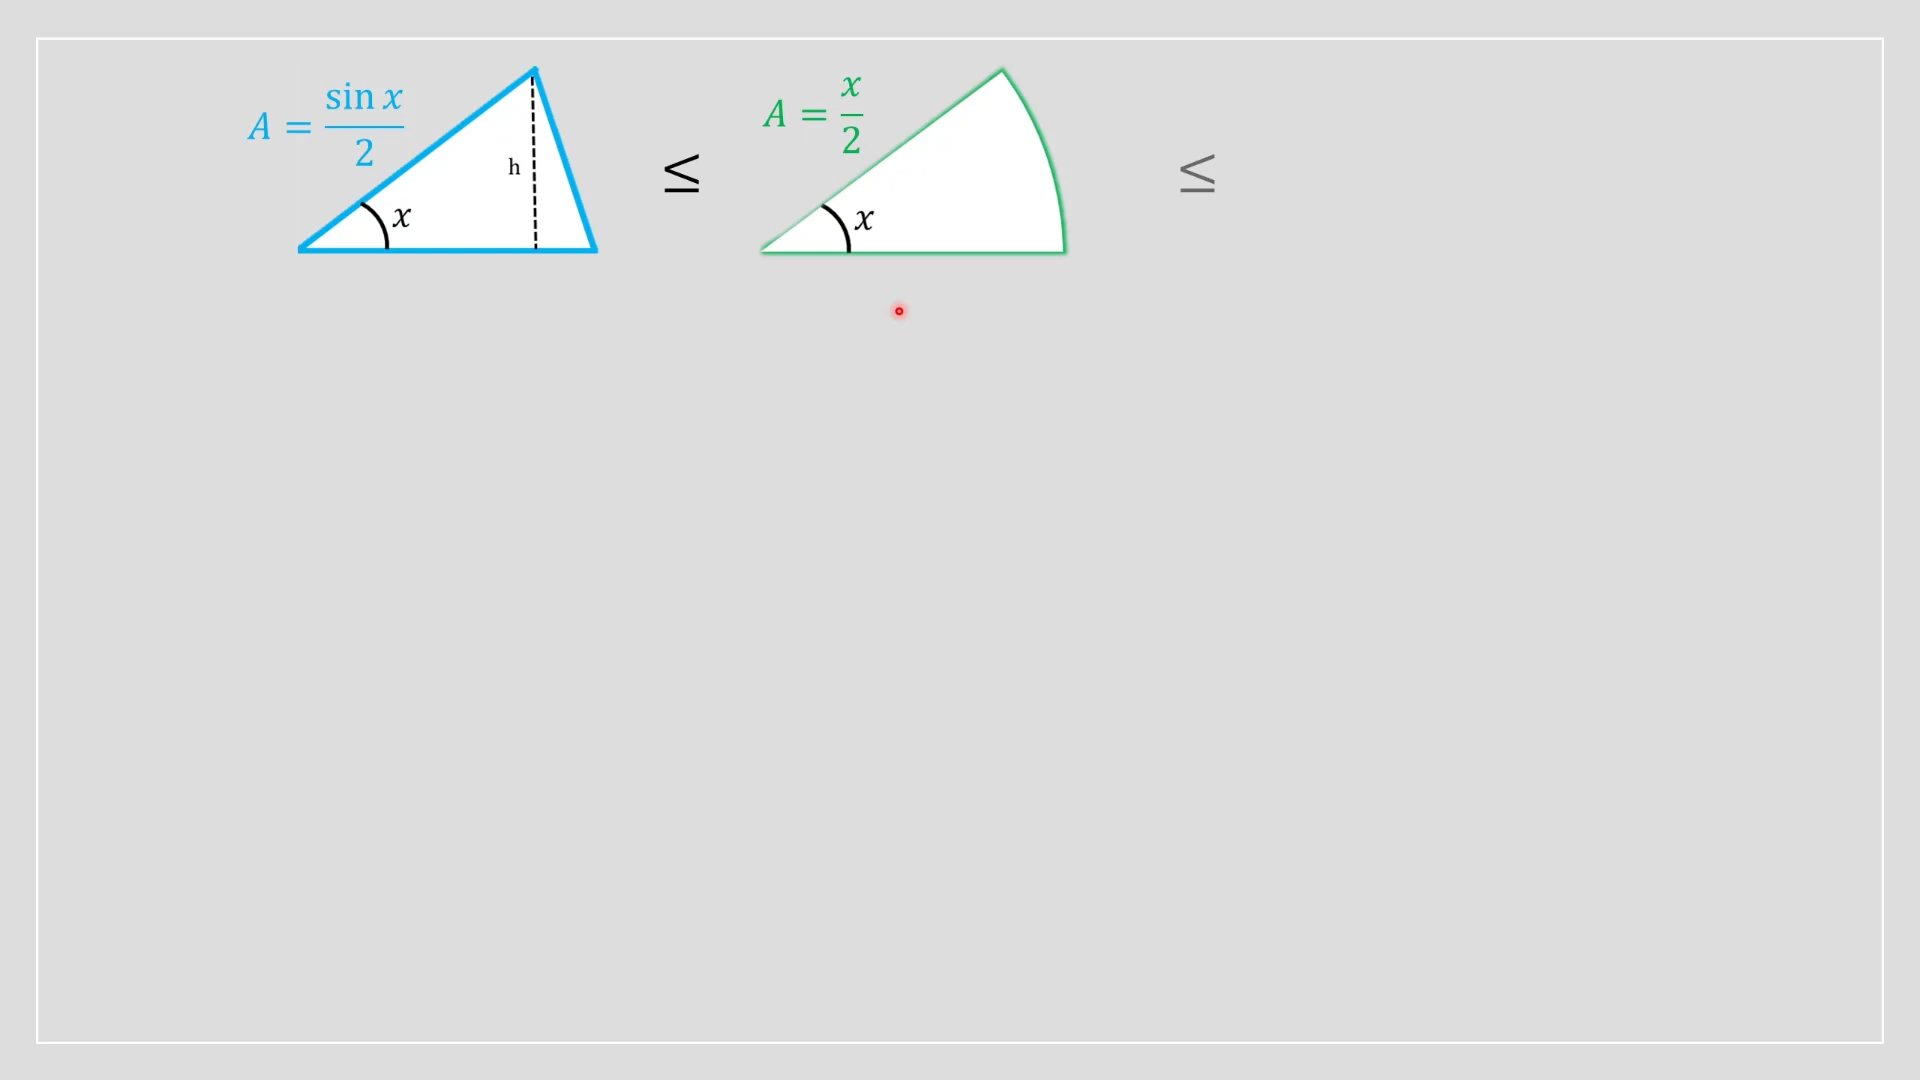 A = sin x / 2
h
x
≤
A = x / 2
x
≤